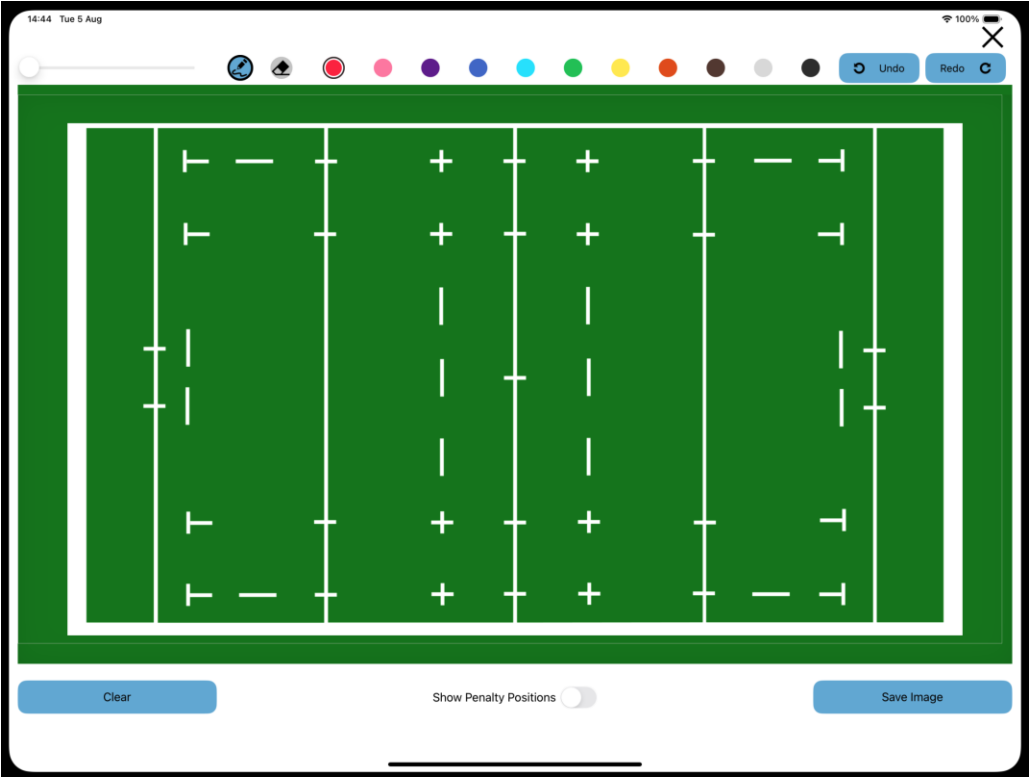 14:44 Tue 5 Aug 100%
Undo Redo
Clear Show Penalty Positions Save Image